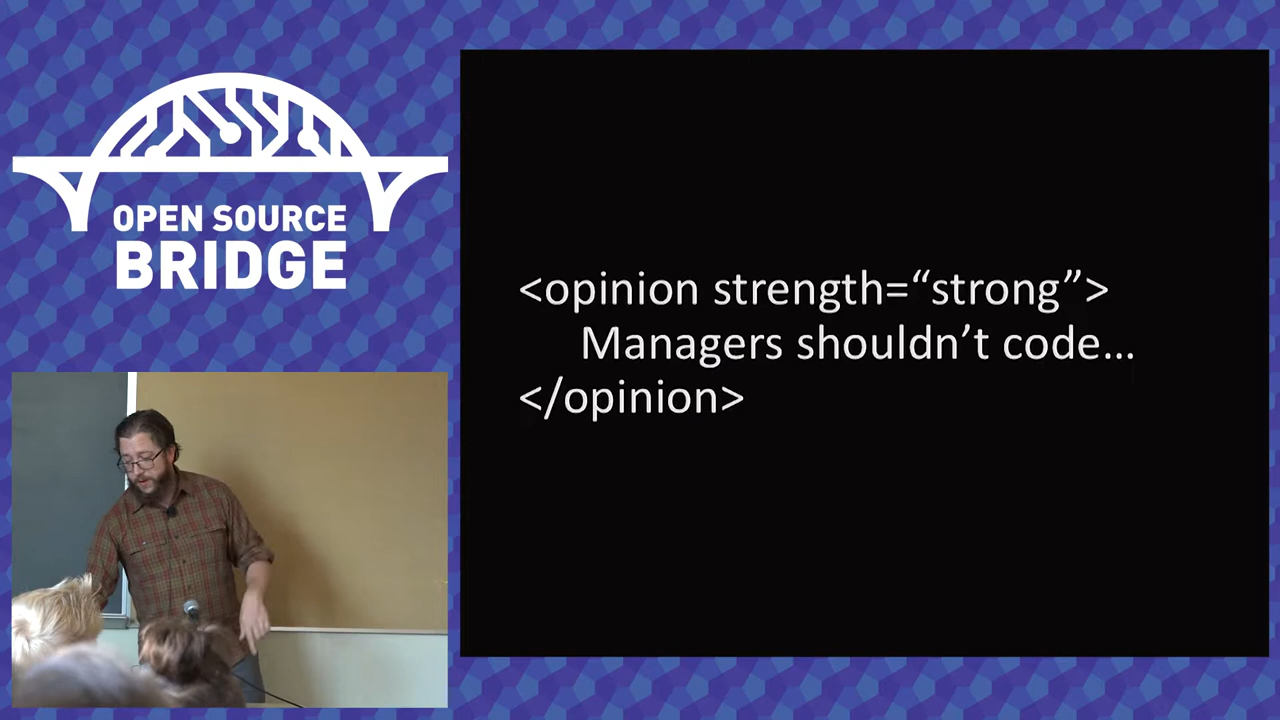 OPEN SOURCE
BRIDGE
<opinion strength=“strong”>
Managers shouldn’t code…
</opinion>